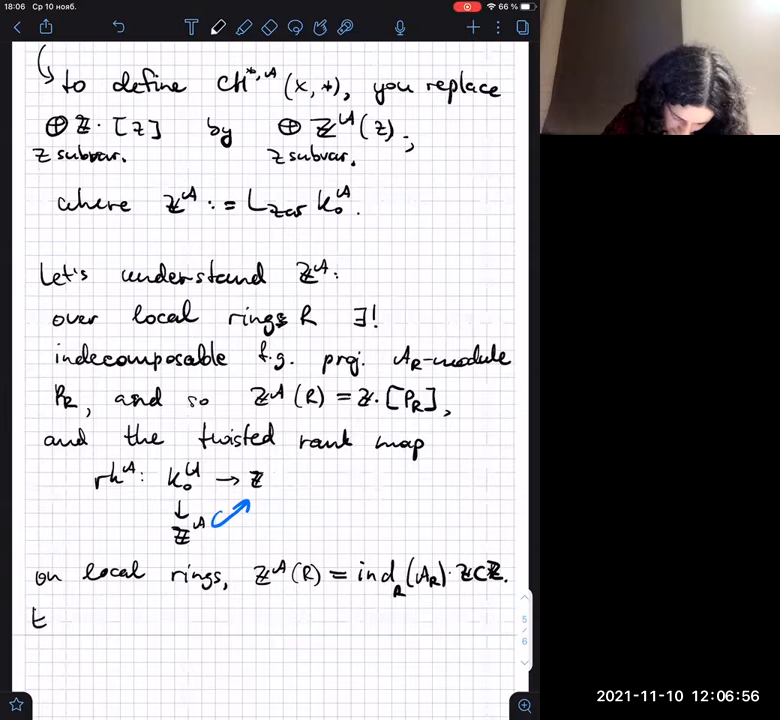 18:06 Ср 10 нояб.
66 %
to define CH*,𝒜 (X, *), you replace
⊕ ℤ · [z] by ⊕ ℤ^𝒜 (z),
z subvar. z subvar.
where ℤ^𝒜 := L_Zar K_0^𝒜.
Let's understand ℤ^𝒜:
over local rings R ∃!
indecomposable f.g. proj. A_R-module
P_R, and so ℤ^𝒜 (R) = ℤ · [P_R],
and the twisted rank map
rk^𝒜: K_0^𝒜 → ℤ
↓
ℤ^𝒜
on local rings, ℤ^𝒜 (R) = ind_R (A_R) · ℤ ⊂ ℤ.
t
5
/
6
2021-11-10 12:06:56